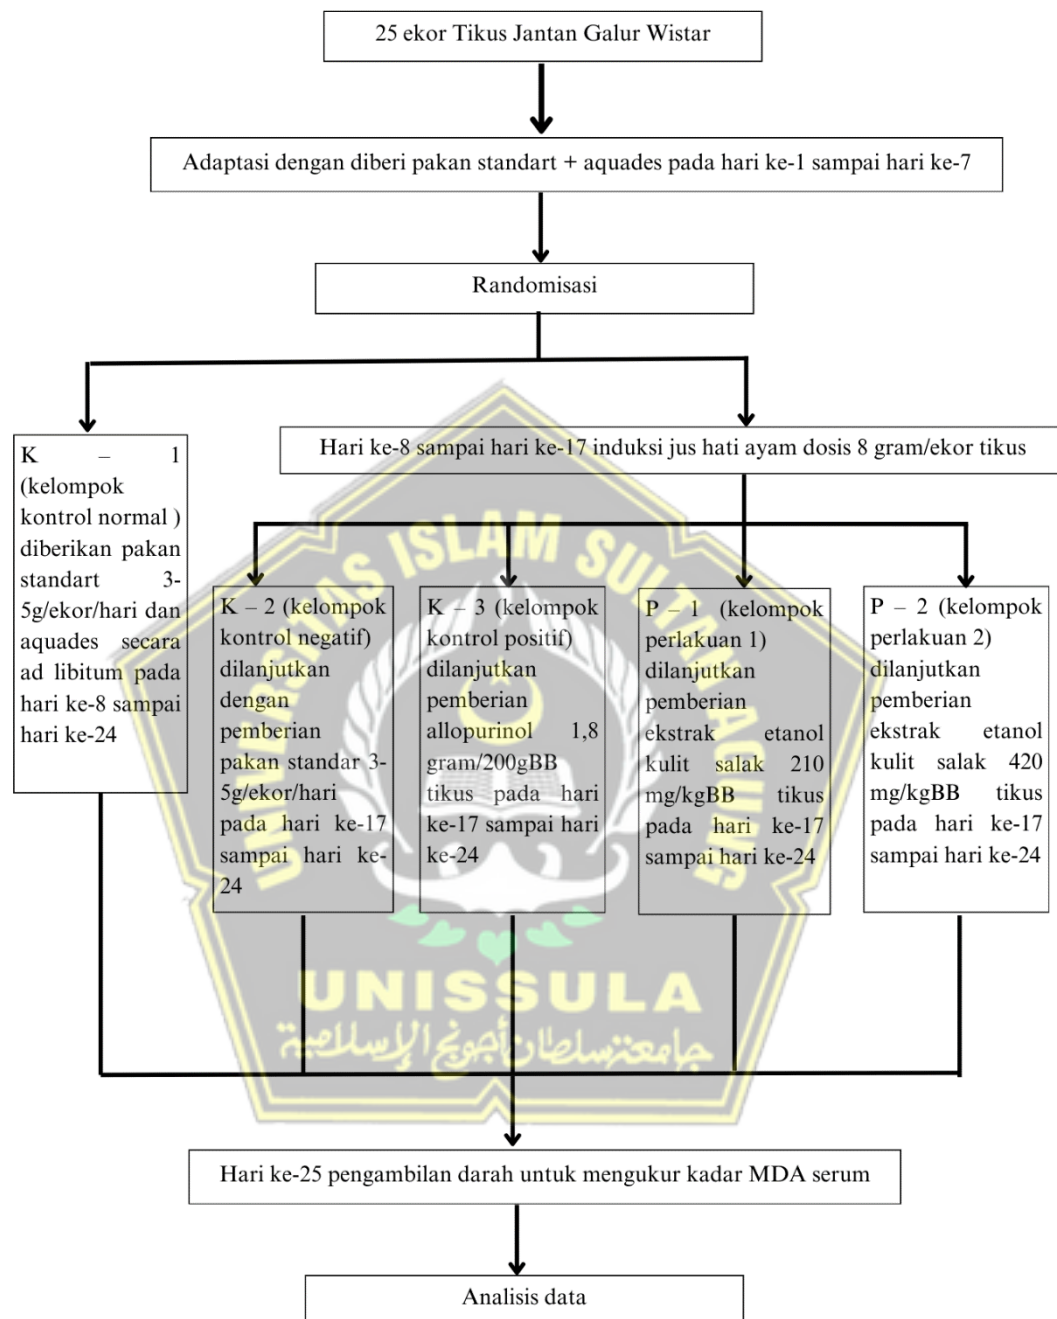 25 ekor Tikus Jantan Galur Wistar
Adaptasi dengan diberi pakan standart + aquades pada hari ke-1 sampai hari ke-7
Randomisasi
K – 1
(kelompok
kontrol normal )
diberikan pakan
standart 3-
5g/ekor/hari dan
aquades secara
ad libitum pada
hari ke-8 sampai
hari ke-24
Hari ke-8 sampai hari ke-17 induksi jus hati ayam dosis 8 gram/ekor tikus
K – 2 (kelompok
kontrol negatif)
dilanjutkan
dengan
pemberian
pakan standar 3-
5g/ekor/hari
pada hari ke-17
sampai hari ke-
24
K – 3 (kelompok
kontrol positif)
dilanjutkan
pemberian
allopurinol 1,8
gram/200gBB
tikus pada hari
ke-17 sampai hari
ke-24
P – 1 (kelompok
perlakuan 1)
dilanjutkan
pemberian
ekstrak etanol
kulit salak 210
mg/kgBB tikus
pada hari ke-17
sampai hari ke-24
P – 2 (kelompok
perlakuan 2)
dilanjutkan
pemberian
ekstrak etanol
kulit salak 420
mg/kgBB tikus
pada hari ke-17
sampai hari ke-24
UNIVERSITAS ISLAM SULTAN AGUNG
UNISSULA
جامعتنسلطان أجونج الإسلامية
Hari ke-25 pengambilan darah untuk mengukur kadar MDA serum
Analisis data